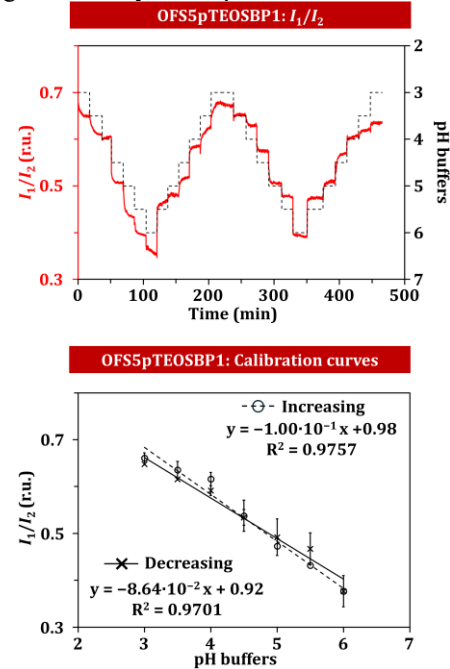 OFS5pTEOSBP1: I₁/I₂
0.7
0.5
0.3
I₁/I₂ (r.u.)
2
3
4
5
6
7
pH buffers
0 100 200 300 400 500
Time (min)
OFS5pTEOSBP1: Calibration curves
Increasing
y = −1.00·10⁻¹ x +0.98
R² = 0.9757
0.7
0.5
0.3
I₁/I₂ (r.u.)
Decreasing
y = −8.64·10⁻² x + 0.92
R² = 0.9701
2 3 4 5 6 7
pH buffers